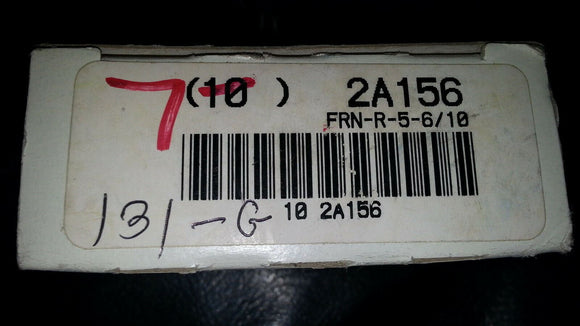 7 (10 ) 2A156
FRN-R-5-6/10
131-G 10 2A156